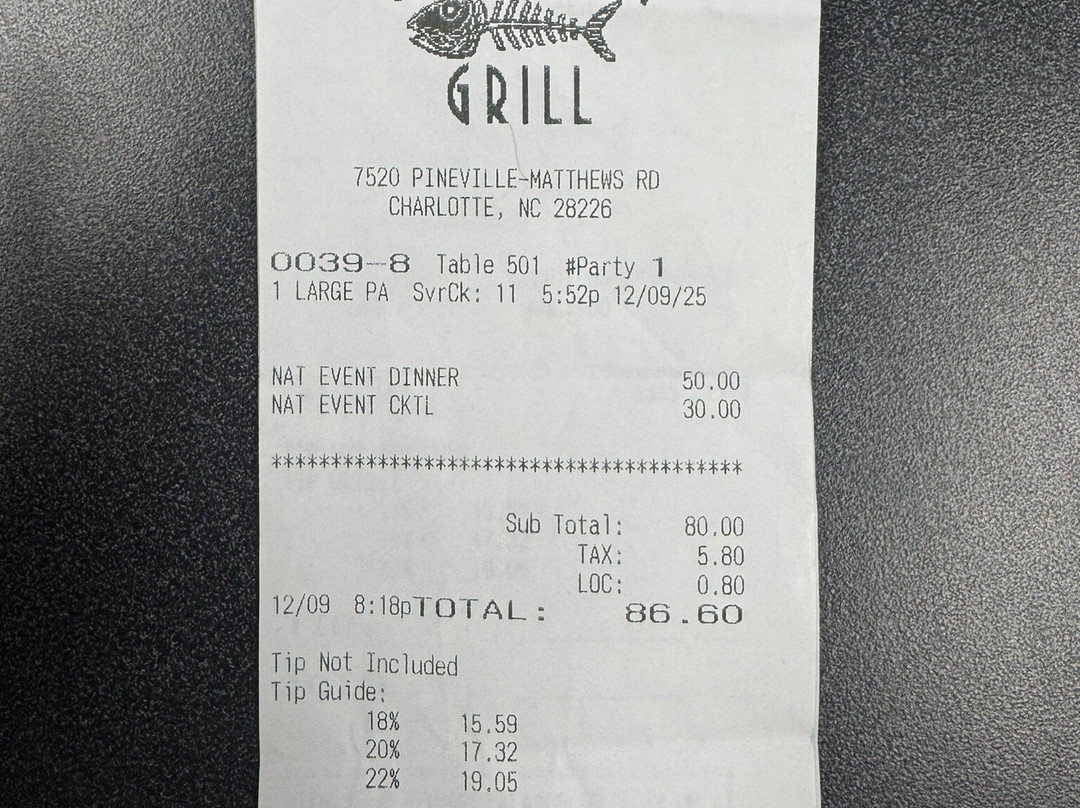 GRILL
7520 PINEVILLE-MATTHEWS RD
CHARLOTTE, NC 28226
0039-8 Table 501 #Party 1
1 LARGE PA SvrCk: 11 5:52p 12/09/25
NAT EVENT DINNER 50.00
NAT EVENT CKTL 30.00
****************************************
Sub Total: 80.00
TAX: 5.80
LOC: 0.80
12/09 8:18pTOTAL: 86.60
Tip Not Included
Tip Guide:
18% 15.59
20% 17.32
22% 19.05